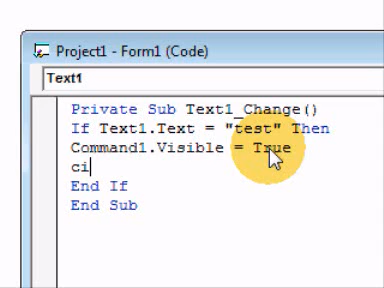 Project1 - Form1 (Code)
Text1
Private Sub Text1_Change()
If Text1.Text = "test" Then
Command1.Visible = True
ci
End If
End Sub